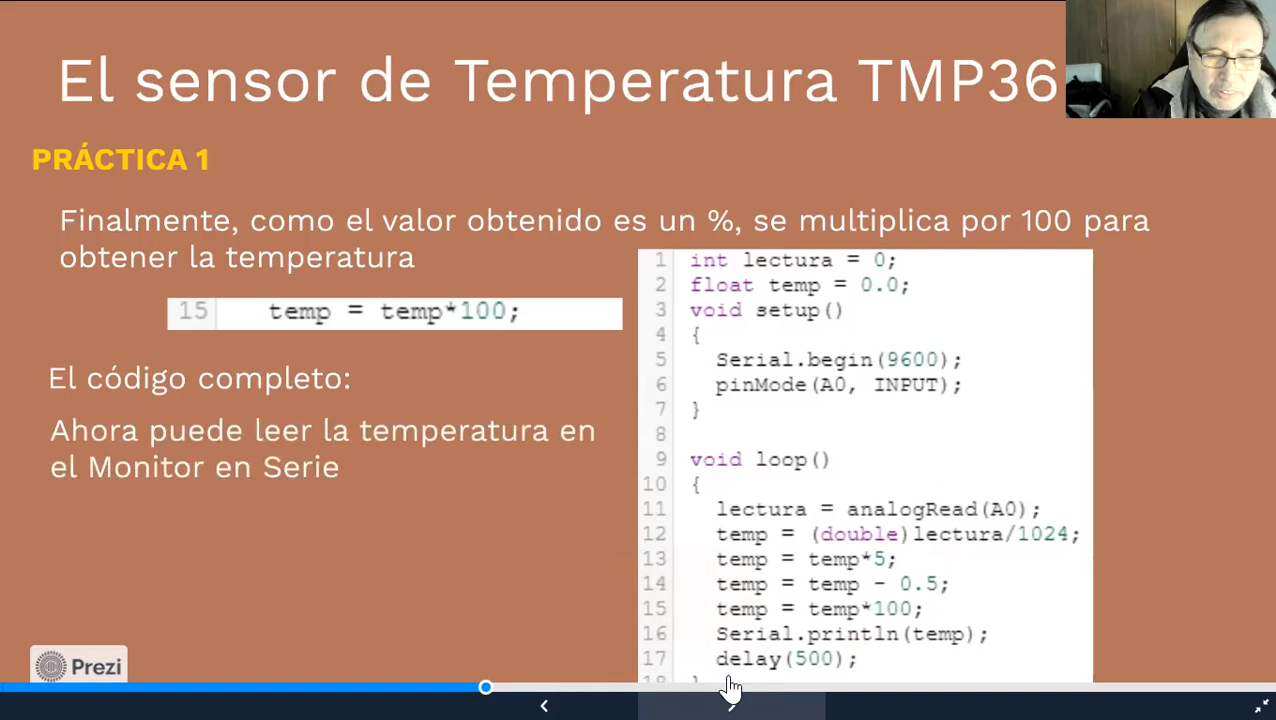 El sensor de Temperatura TMP36
PRÁCTICA 1
Finalmente, como el valor obtenido es un %, se multiplica por 100 para
obtener la temperatura
15 temp = temp*100;
El código completo:
Ahora puede leer la temperatura en
el Monitor en Serie
1 int lectura = 0;
2 float temp = 0.0;
3 void setup()
4 {
5 Serial.begin(9600);
6 pinMode(A0, INPUT);
7 }
8
9 void loop()
10 {
11 lectura = analogRead(A0);
12 temp = (double)lectura/1024;
13 temp = temp*5;
14 temp = temp - 0.5;
15 temp = temp*100;
16 Serial.println(temp);
17 delay(500);
18 }
Prezi